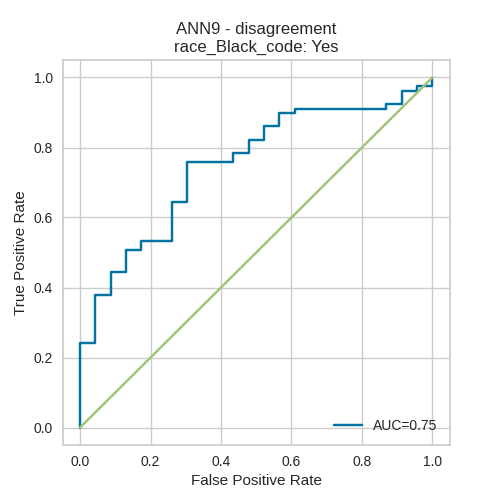 ANN9 - disagreement
race_Black_code: Yes
True Positive Rate
1.0
0.8
0.6
0.4
0.2
0.0
AUC=0.75
0.0 0.2 0.4 0.6 0.8 1.0
False Positive Rate